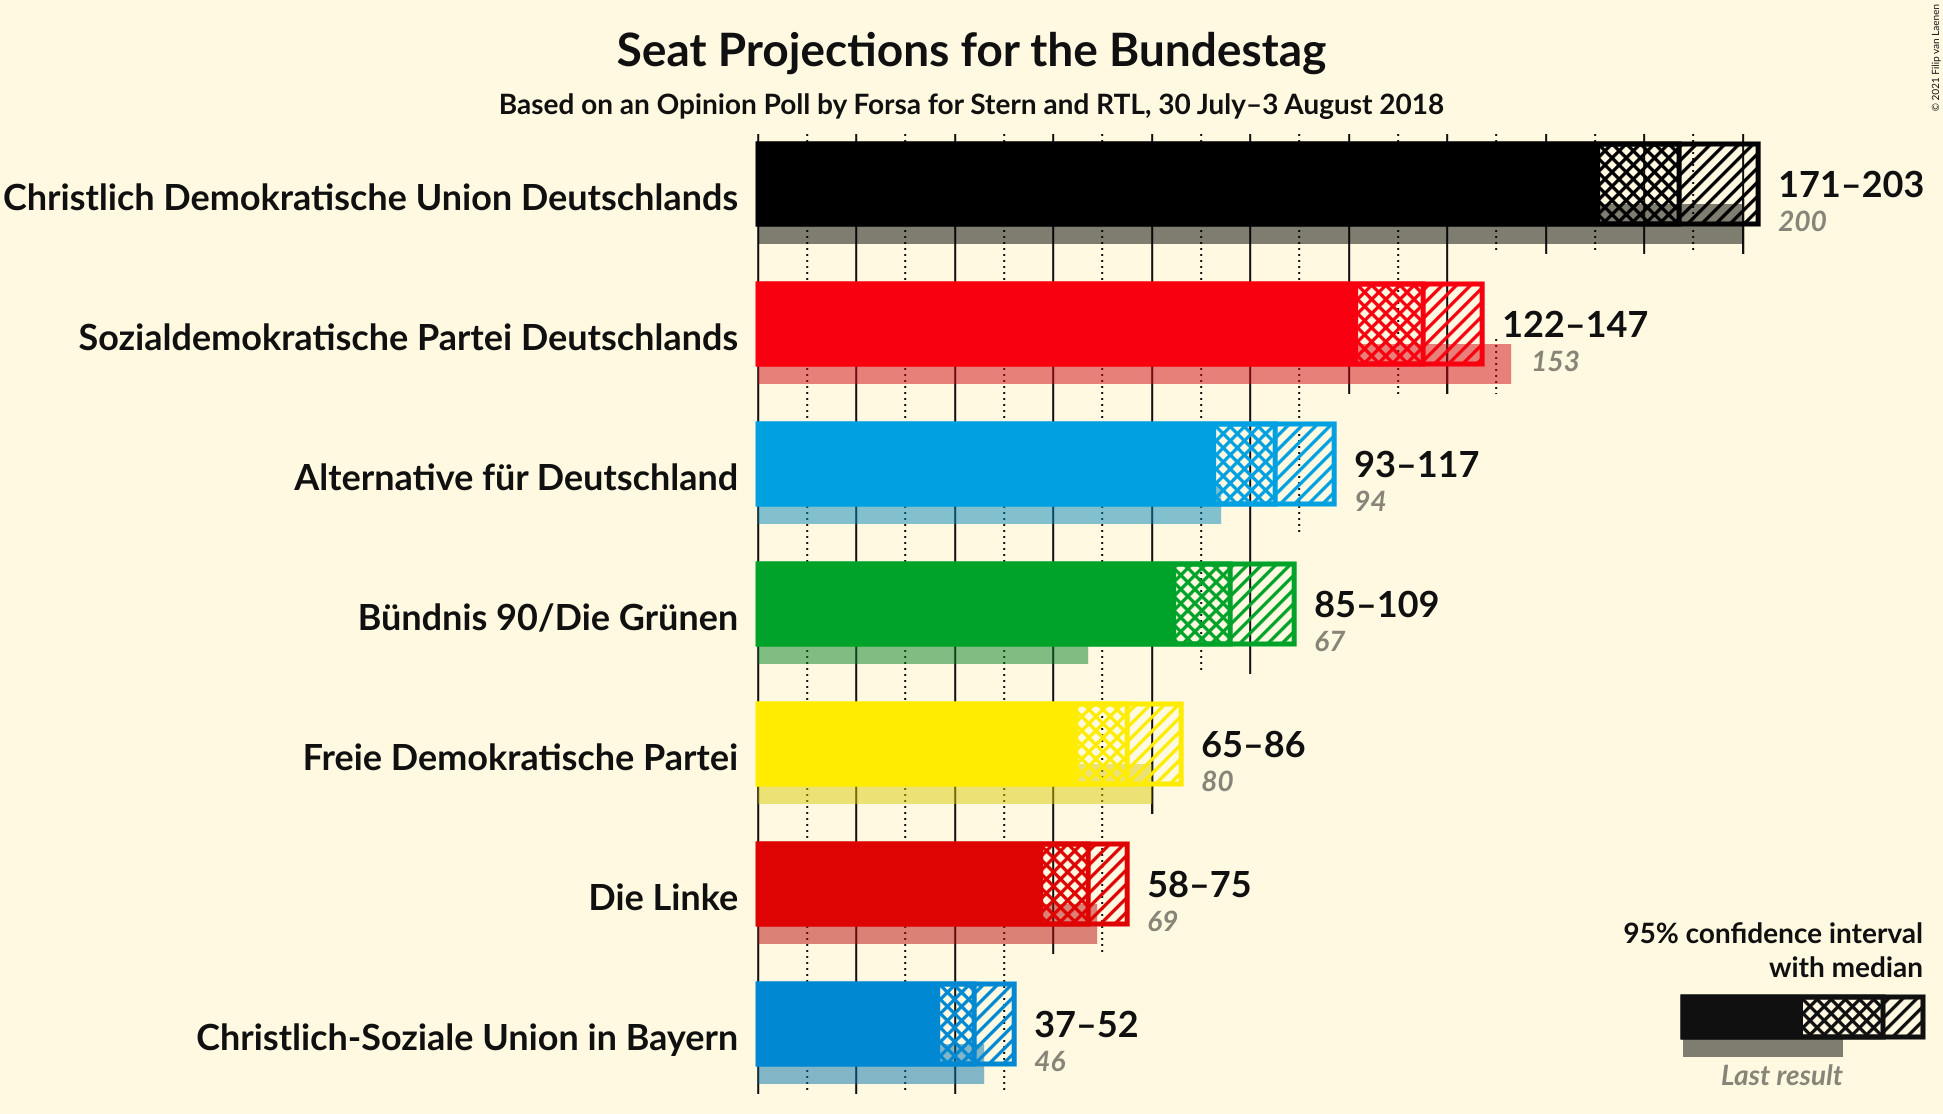 Seat Projections for the Bundestag
Based on an Opinion Poll by Forsa for Stern and RTL, 30 July–3 August 2018
© 2021 Filip van Laenen
Christlich Demokratische Union Deutschlands
171–203
200
Sozialdemokratische Partei Deutschlands
122–147
153
Alternative für Deutschland
93–117
94
Bündnis 90/Die Grünen
85–109
67
Freie Demokratische Partei
65–86
80
Die Linke
58–75
69
Christlich-Soziale Union in Bayern
37–52
46
95% confidence interval
with median
Last result